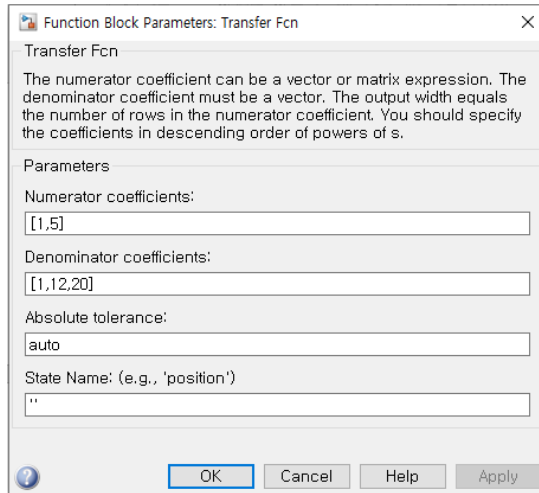 Function Block Parameters: Transfer Fcn
Transfer Fcn
The numerator coefficient can be a vector or matrix expression. The
denominator coefficient must be a vector. The output width equals
the number of rows in the numerator coefficient. You should specify
the coefficients in descending order of powers of s.
Parameters
Numerator coefficients:
[1,5]
Denominator coefficients:
[1,12,20]
Absolute tolerance:
auto
State Name: (e.g., 'position')
''
OK Cancel Help Apply